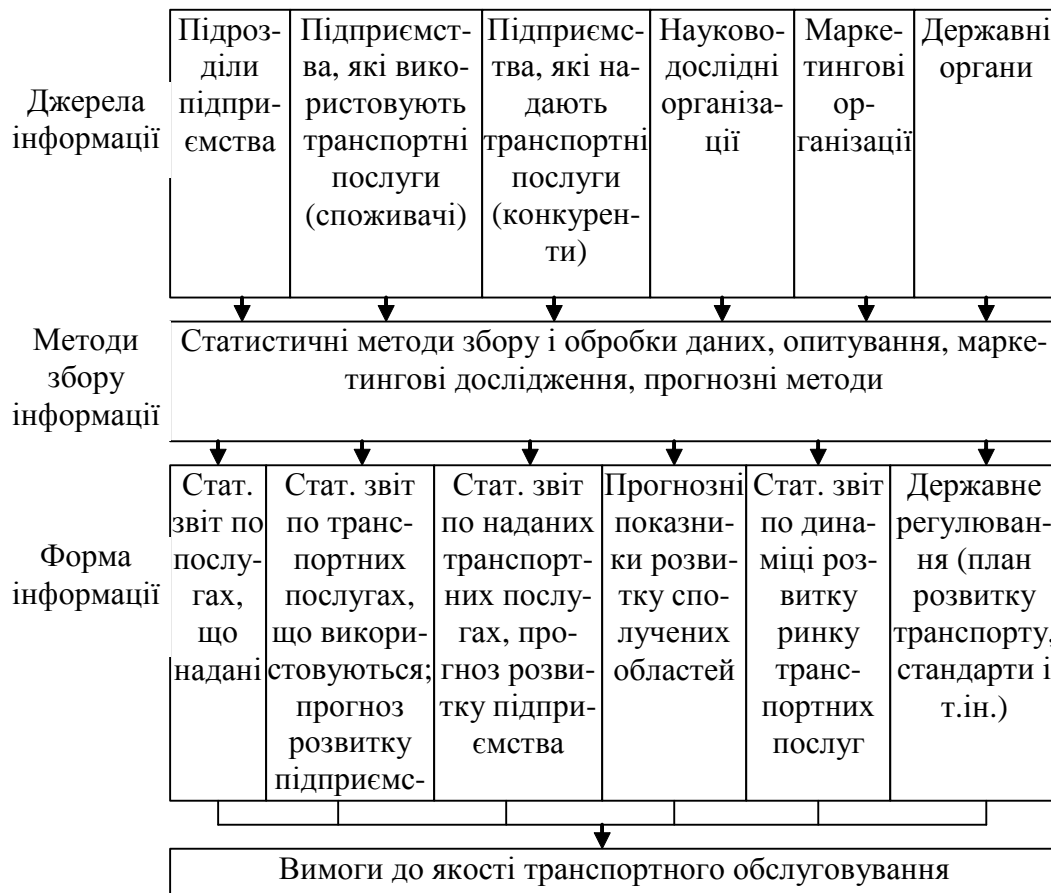 Джерела
інформації
Підроз-
діли
підпри-
ємства
Підприємст-
ва, які вико-
ристовують
транспортні
послуги
(споживачі)
Підприємс-
тва, які на-
дають
транспортні
послуги
(конкурен-
ти)
Науково-
дослідні
організа-
ції
Марке-
тингові
ор-
ганізації
Державні
органи
Методи
збору
інформації
Статистичні методи збору і обробки даних, опитування, марке-
тингові дослідження, прогнозні методи
Форма
інформації
Стат.
звіт по
послу-
гах,
що
надані
Стат. звіт
по транс-
портних
послугах,
що викори-
стовуються;
прогноз
розвитку
підприємс-
Стат. звіт
по наданих
транспорт-
них послу-
гах, про-
гноз розви-
тку підпри-
ємства
Прогнозні
показни-
ки розви-
тку спо-
лучених
областей
Стат. звіт
по дина-
міці роз-
витку
ринку
транс-
портних
послуг
Державне
регулюван-
ня (план
розвитку
транспорту,
стандарти і
т.ін.)
Вимоги до якості транспортного обслуговування